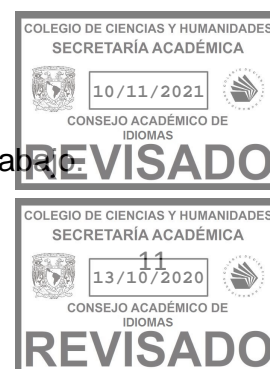 COLEGIO DE CIENCIAS Y HUMANIDADES
SECRETARÍA ACADÉMICA
10/11/2021
CONSEJO ACADÉMICO DE
IDIOMAS
REVISADO
COLEGIO DE CIENCIAS Y HUMANIDADES
SECRETARÍA ACADÉMICA
11
13/10/2020
CONSEJO ACADÉMICO DE
IDIOMAS
REVISADO